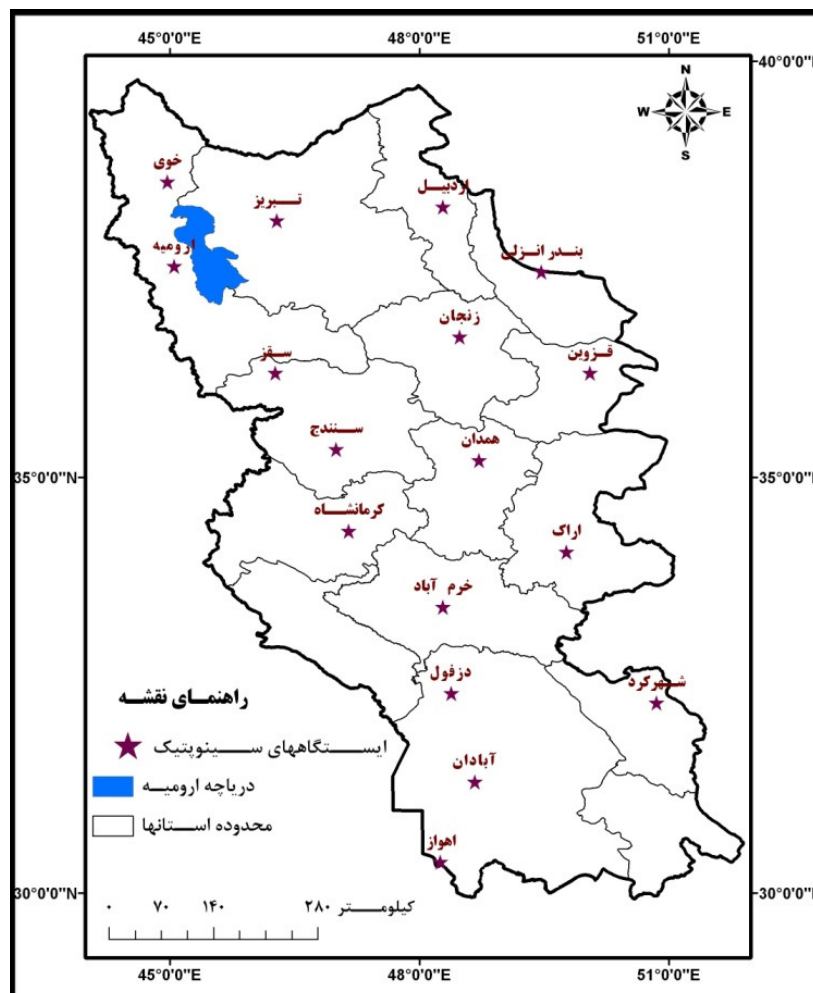 45°0'0"E 48°0'0"E 51°0'0"E
40°0'0"N
N
W E
S
خوی
اردبیل
تبریز
ارومیه
بندر انزلی
زنجان
سقز
قزوین
سنندج
همدان
35°0'0"N 35°0'0"N
کرمانشاه
اراک
خرم آباد
دزفول
شهرکرد
راهنمای نقشه
ایستگاههای سینوپتیک
آبادان
دریاچه ارومیه
محدوده استانها
اهواز
30°0'0"N 30°0'0"N
۰ ۷۰ ۱۴۰ ۲۸۰ کیلومتر
45°0'0"E 48°0'0"E 51°0'0"E